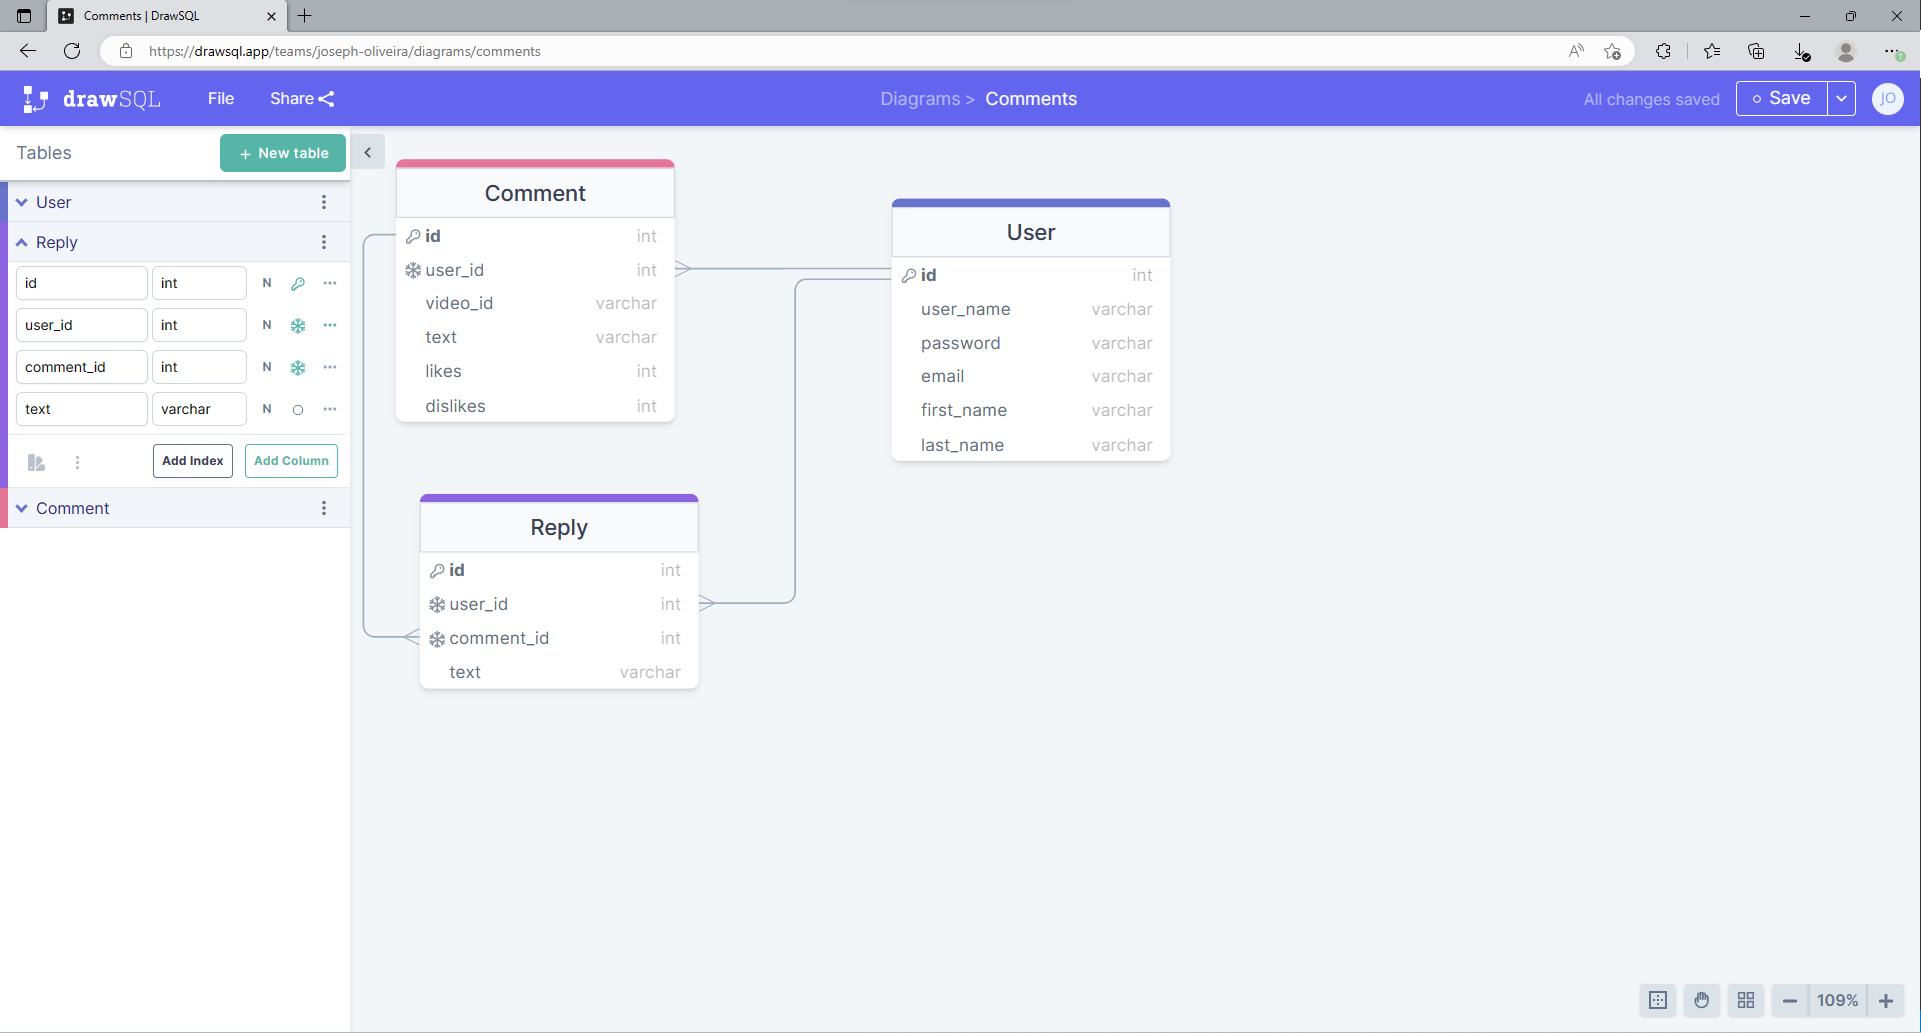 Comments | DrawSQL
https://drawsql.app/teams/joseph-oliveira/diagrams/comments
drawSQL
File
Share
Diagrams > Comments
All changes saved
Save
JO
Tables
+ New table
User
Reply
id int N
user_id int N
comment_id int N
text varchar N
Add Index
Add Column
Comment
Comment
id int
user_id int
video_id varchar
text varchar
likes int
dislikes int
User
id int
user_name varchar
password varchar
email varchar
first_name varchar
last_name varchar
Reply
id int
user_id int
comment_id int
text varchar
109%